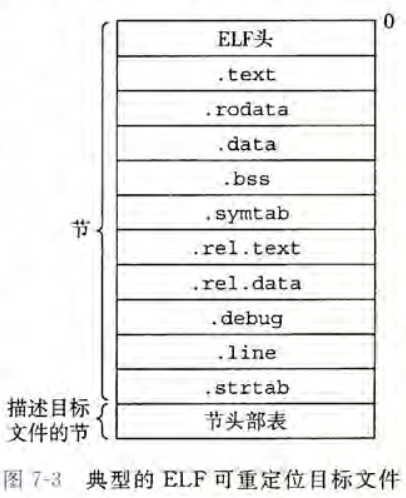 0
ELF头
.text
.rodata
.data
.bss
节
.symtab
.rel.text
.rel.data
.debug
.line
.strtab
描述目标
文件的节
节头部表
图 7-3 典型的 ELF 可重定位目标文件